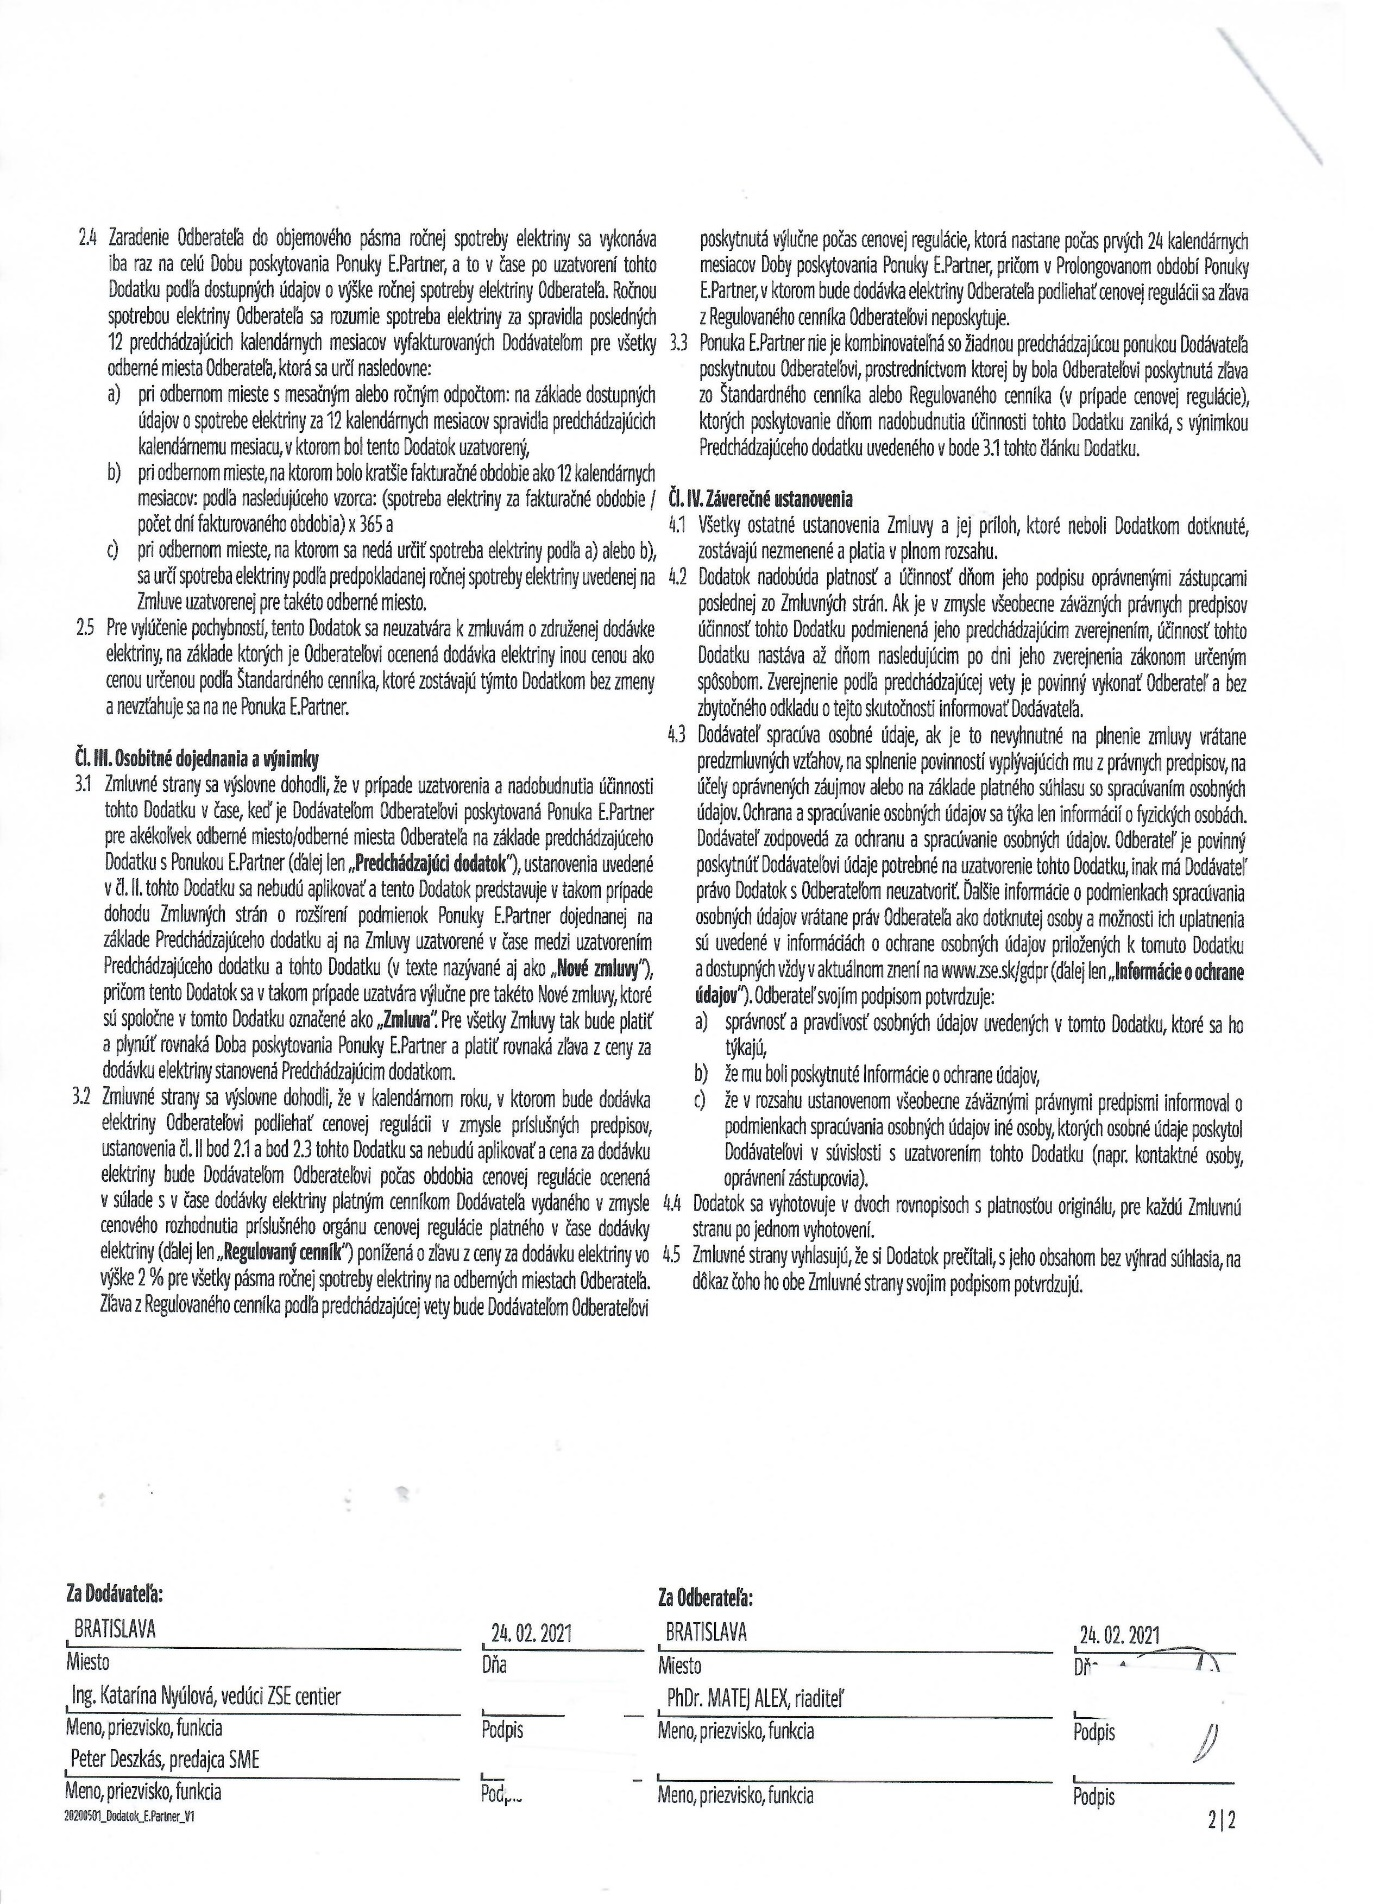 2.4 Zaradenie Odberateľa do objemového pásma ročnej spotreby elektriny sa vykonáva
iba raz na celú Dobu poskytovania Ponuky E.Partner, a to v čase po uzatvorení tohto
Dodatku podľa dostupných údajov o výške ročnej spotreby elektriny Odberateľa. Ročnou
spotrebou elektriny Odberateľa sa rozumie spotreba elektriny za spravidla posledných
12 predchádzajúcich kalendárnych mesiacov vyfakturovaných Dodávateľom pre všetky
odberné miesta Odberateľa, ktorá sa určí nasledovne:
a) pri odbernom mieste s mesačným alebo ročným odpočtom: na základe dostupných
údajov o spotrebe elektriny za 12 kalendárnych mesiacov spravidla predchádzajúcich
kalendárnemu mesiacu, v ktorom bol tento Dodatok uzatvorený,
b) pri odbernom mieste, na ktorom bolo kratšie fakturačné obdobie ako 12 kalendárnych
mesiacov: podľa nasledujúceho vzorca: (spotreba elektriny za fakturačné obdobie /
počet dní fakturovaného obdobia) x 365 a
c) pri odbernom mieste, na ktorom sa nedá určiť spotreba elektriny podľa a) alebo b),
sa určí spotreba elektriny podľa predpokladanej ročnej spotreby elektriny uvedenej na
Zmluve uzatvorenej pre takéto odberné miesto.
2.5 Pre vylúčenie pochybností, tento Dodatok sa neuzatvára k zmluvám o združenej dodávke
elektriny, na základe ktorých je Odberateľovi ocenená dodávka elektriny inou cenou ako
cenou určenou podľa Štandardného cenníka, ktoré zostávajú týmto Dodatkom bez zmeny
a nevzťahuje sa na ne Ponuka E.Partner.
Čl. III. Osobitné dojednania a výnimky
3.1 Zmluvné strany sa výslovne dohodli, že v prípade uzatvorenia a nadobudnutia účinnosti
tohto Dodatku v čase, keď je Dodávateľom Odberateľovi poskytovaná Ponuka E.Partner
pre akékoľvek odberné miesto/odberné miesta Odberateľa na základe predchádzajúceho
Dodatku s Ponukou E.Partner (ďalej len „Predchádzajúci dodatok"), ustanovenia uvedené
v čl. II. tohto Dodatku sa nebudú aplikovať a tento Dodatok predstavuje v takom prípade
dohodu Zmluvných strán o rozšírení podmienok Ponuky E.Partner dojednanej na
základe Predchádzajúceho dodatku aj na Zmluvy uzatvorené v čase medzi uzatvorením
Predchádzajúceho dodatku a tohto Dodatku (v texte nazývané aj ako „Nové zmluvy"),
pričom tento Dodatok sa v takom prípade uzatvára výlučne pre takéto Nové zmluvy, ktoré
sú spoločne v tomto Dodatku označené ako „Zmluva". Pre všetky Zmluvy tak bude platiť
a plynúť rovnaká Doba poskytovania Ponuky E.Partner a platiť rovnaká zľava z ceny za
dodávku elektriny stanovená Predchádzajúcim dodatkom.
3.2 Zmluvné strany sa výslovne dohodli, že v kalendárnom roku, v ktorom bude dodávka
elektriny Odberateľovi podliehať cenovej regulácii v zmysle príslušných predpisov,
ustanovenia čl. II bod 2.1 a bod 2.3 tohto Dodatku sa nebudú aplikovať a cena za dodávku
elektriny bude Dodávateľom Odberateľovi počas obdobia cenovej regulácie ocenená
v súlade s v čase dodávky elektriny platným cenníkom Dodávateľa vydaného v zmysle
cenového rozhodnutia príslušného orgánu cenovej regulácie platného v čase dodávky
elektriny (ďalej len „Regulovaný cenník") ponížená o zľavu z ceny za dodávku elektriny vo
výške 2 % pre všetky pásma ročnej spotreby elektriny na odberných miestach Odberateľa.
Zľava z Regulovaného cenníka podľa predchádzajúcej vety bude Dodávateľom Odberateľovi
poskytnutá výlučne počas cenovej regulácie, ktorá nastane počas prvých 24 kalendárnych
mesiacov Doby poskytovania Ponuky E.Partner, pričom v Prolongovanom období Ponuky
E.Partner, v ktorom bude dodávka elektriny Odberateľa podliehať cenovej regulácii sa zľava
z Regulovaného cenníka Odberateľovi neposkytuje.
3.3 Ponuka E.Partner nie je kombinovateľná so žiadnou predchádzajúcou ponukou Dodávateľa
poskytnutou Odberateľovi, prostredníctvom ktorej by bola Odberateľovi poskytnutá zľava
zo Štandardného cenníka alebo Regulovaného cenníka (v prípade cenovej regulácie),
ktorých poskytovanie dňom nadobudnutia účinnosti tohto Dodatku zaniká, s výnimkou
Predchádzajúceho dodatku uvedeného v bode 3.1 tohto článku Dodatku.
Čl. IV. Záverečné ustanovenia
4.1 Všetky ostatné ustanovenia Zmluvy a jej príloh, ktoré neboli Dodatkom dotknuté,
zostávajú nezmenené a platia v plnom rozsahu.
4.2 Dodatok nadobúda platnosť a účinnosť dňom jeho podpisu oprávnenými zástupcami
poslednej zo Zmluvných strán. Ak je v zmysle všeobecne záväzných právnych predpisov
účinnosť tohto Dodatku podmienená jeho predchádzajúcim zverejnením, účinnosť tohto
Dodatku nastáva až dňom nasledujúcim po dni jeho zverejnenia zákonom určeným
spôsobom. Zverejnenie podľa predchádzajúcej vety je povinný vykonať Odberateľ a bez
zbytočného odkladu o tejto skutočnosti informovať Dodávateľa.
4.3 Dodávateľ spracúva osobné údaje, ak je to nevyhnutné na plnenie zmluvy vrátane
predzmluvných vzťahov, na splnenie povinností vyplývajúcich mu z právnych predpisov, na
účely oprávnených záujmov alebo na základe platného súhlasu so spracúvaním osobných
údajov. Ochrana a spracúvanie osobných údajov sa týka len informácií o fyzických osobách.
Dodávateľ zodpovedá za ochranu a spracúvanie osobných údajov. Odberateľ je povinný
poskytnúť Dodávateľovi údaje potrebné na uzatvorenie tohto Dodatku, inak má Dodávateľ
právo Dodatok s Odberateľom neuzatvoriť. Ďalšie informácie o podmienkach spracúvania
osobných údajov vrátane práv Odberateľa ako dotknutej osoby a možnosti ich uplatnenia
sú uvedené v informáciách o ochrane osobných údajov priložených k tomuto Dodatku
a dostupných vždy v aktuálnom znení na www.zse.sk/gdpr (ďalej len „Informácie o ochrane
údajov"). Odberateľ svojím podpisom potvrdzuje:
a) správnosť a pravdivosť osobných údajov uvedených v tomto Dodatku, ktoré sa ho
týkajú,
b) že mu boli poskytnuté Informácie o ochrane údajov,
c) že v rozsahu ustanovenom všeobecne záväznými právnymi predpismi informoval o
podmienkach spracúvania osobných údajov iné osoby, ktorých osobné údaje poskytol
Dodávateľovi v súvislosti s uzatvorením tohto Dodatku (napr. kontaktné osoby,
oprávnení zástupcovia).
4.4 Dodatok sa vyhotovuje v dvoch rovnopisoch s platnosťou originálu, pre každú Zmluvnú
stranu po jednom vyhotovení.
4.5 Zmluvné strany vyhlasujú, že si Dodatok prečítali, s jeho obsahom bez výhrad súhlasia, na
dôkaz čoho ho obe Zmluvné strany svojim podpisom potvrdzujú.
Za Dodávateľa:
BRATISLAVA 24. 02. 2021
Miesto Dňa
Ing. Katarína Nyúlová, vedúci ZSE centier
Meno, priezvisko, funkcia Podpis
Peter Deszkás, predajca SME
Meno, priezvisko, funkcia Pod
20200501_Dodatok_E.Partner_V1
Za Odberateľa:
BRATISLAVA 24. 02. 2021
Miesto Dň
PhDr. MATEJ ALEX, riaditeľ
Meno, priezvisko, funkcia Podpis
Meno, priezvisko, funkcia Podpis
2|2